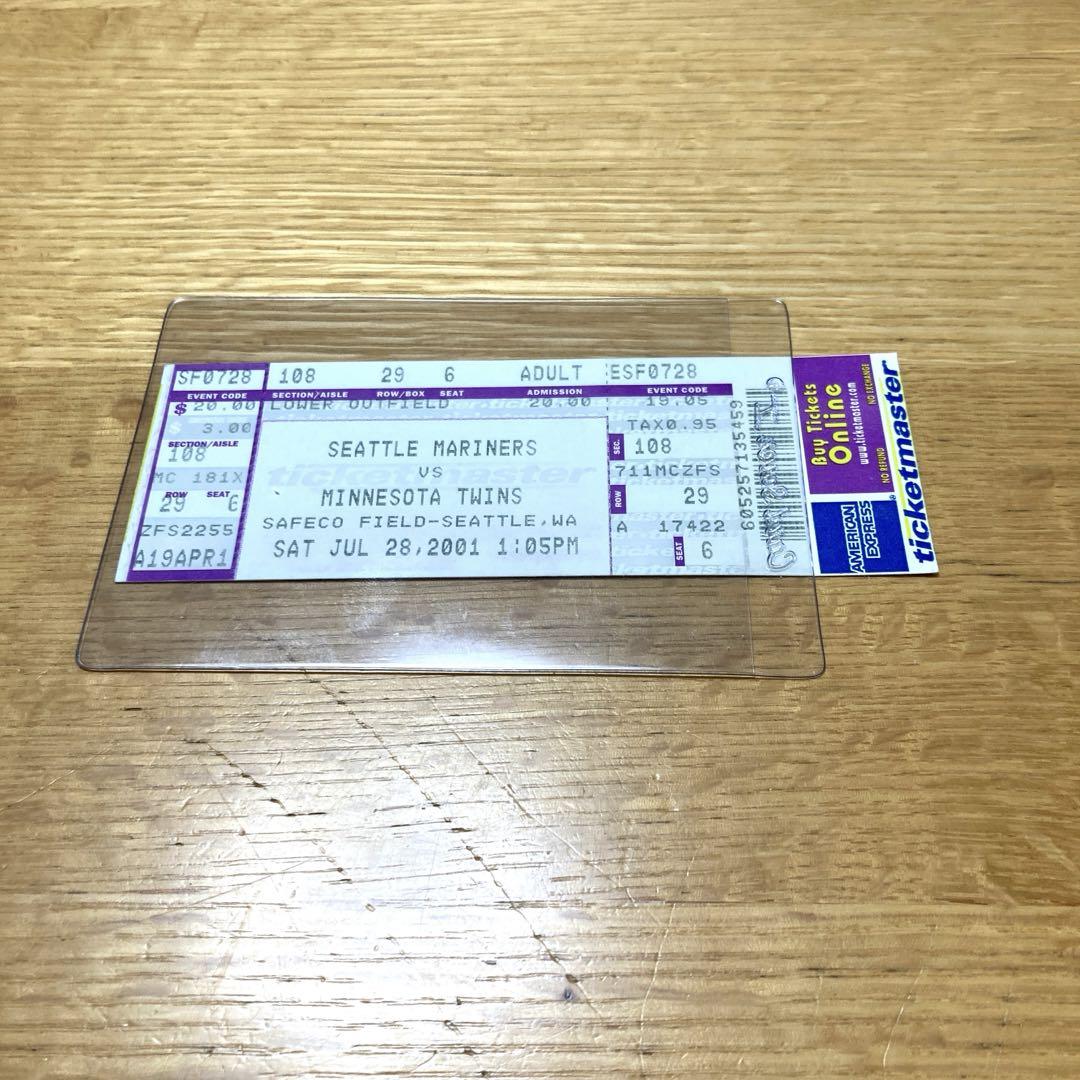 SF0728 108 29 6 ADULT ESF0728
EVENT CODE SECTION/AISLE ROW/BOX SEAT ADMISSION EVENT CODE
$ 20.00 LOWER OUTFIELD 20.00 19.05
$ 3.00 TAX0.95
SECTION/AISLE
108
MC 181X
ROW SEAT
29 6
ZFS2255
A19APR1
SEATTLE MARINERS
VS
MINNESOTA TWINS
SAFECO FIELD-SEATTLE,WA
SAT JUL 28,2001 1:05PM
SEC. 108
711MCZFS
ROW 29
A 17422
SEAT 6
605257135459
Buy Tickets
Online
www.ticketmaster.com
NO REFUND NO EXCHANGE
AMERICAN
EXPRESS
ticketmaster